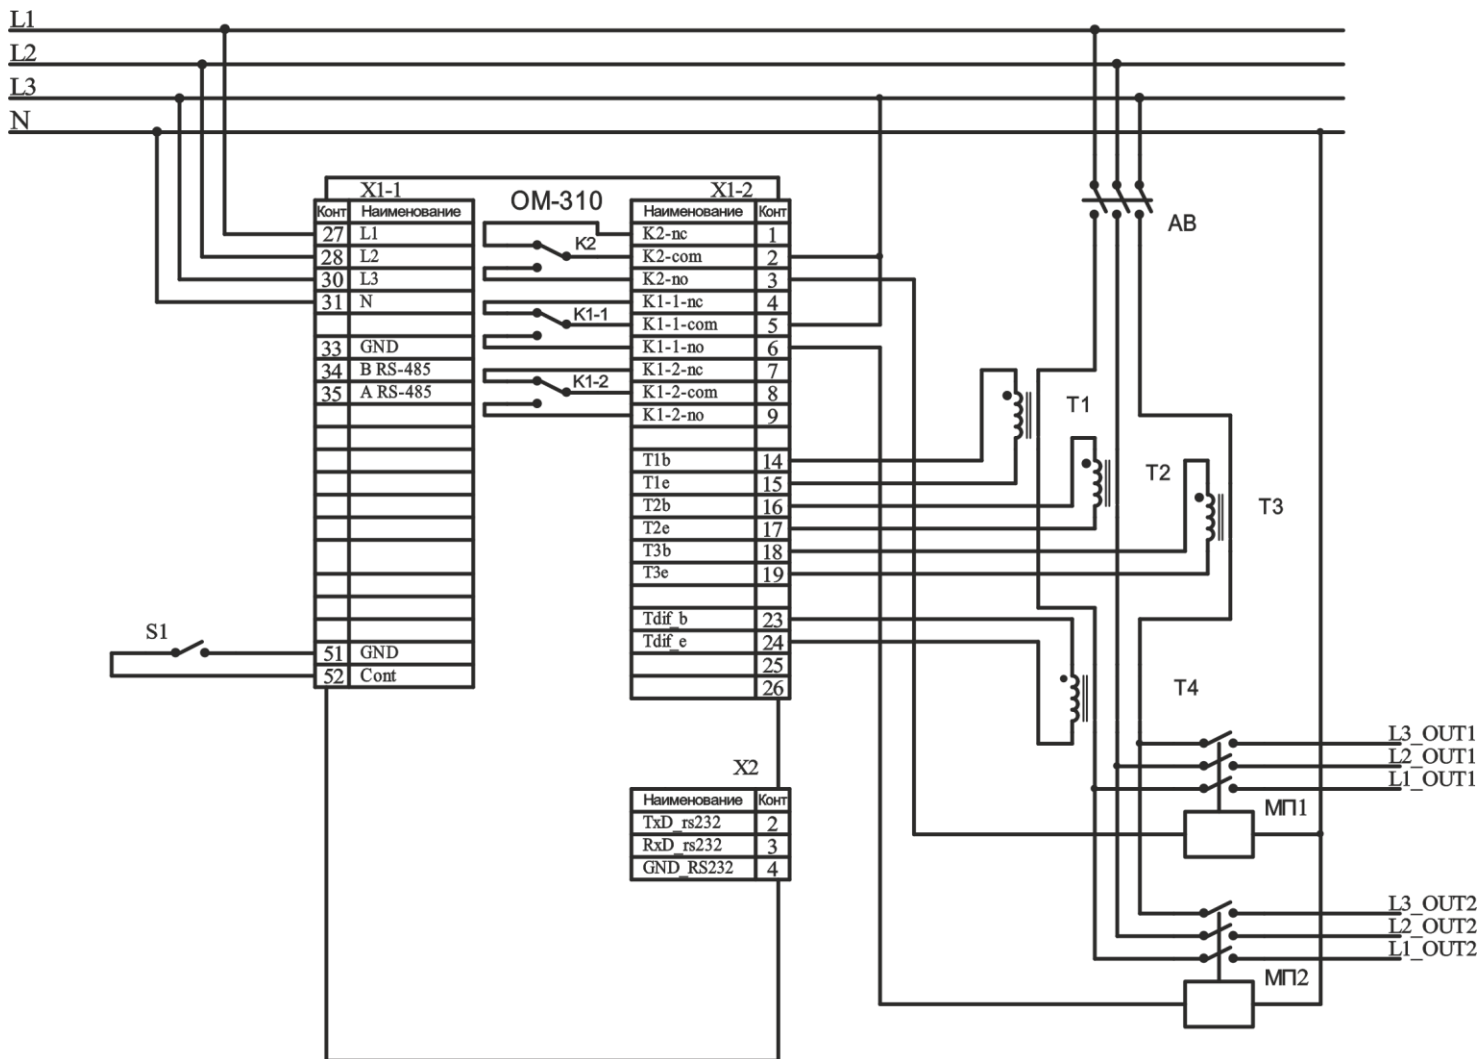 L1
L2
L3
N
X1-1
ОМ-310
X1-2
Конт Наименование
27 L1
28 L2
30 L3
31 N
33 GND
34 B RS-485
35 A RS-485
51 GND
52 Cont
S1
K2
K1-1
K1-2
Наименование Конт
K2-nc 1
K2-com 2
K2-no 3
K1-1-nc 4
K1-1-com 5
K1-1-no 6
K1-2-nc 7
K1-2-com 8
K1-2-no 9
T1b 14
T1e 15
T2b 16
T2e 17
T3b 18
T3e 19
Tdif_b 23
Tdif_e 24
25
26
X2
Наименование Конт
TxD_rs232 2
RxD_rs232 3
GND_RS232 4
АВ
T1
T2
T3
T4
L3_OUT1
L2_OUT1
L1_OUT1
МП1
L3_OUT2
L2_OUT2
L1_OUT2
МП2